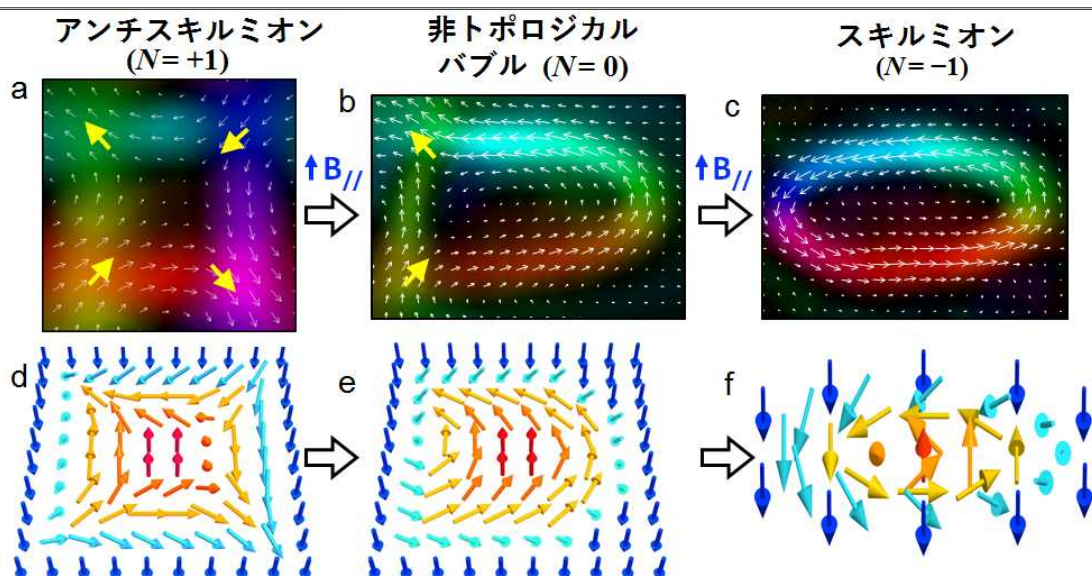 アンチスキルミオン
(N = +1)
非トポロジカル
バブル (N = 0)
スキルミオン
(N = −1)
a
b
c
B//
B//
d
e
f